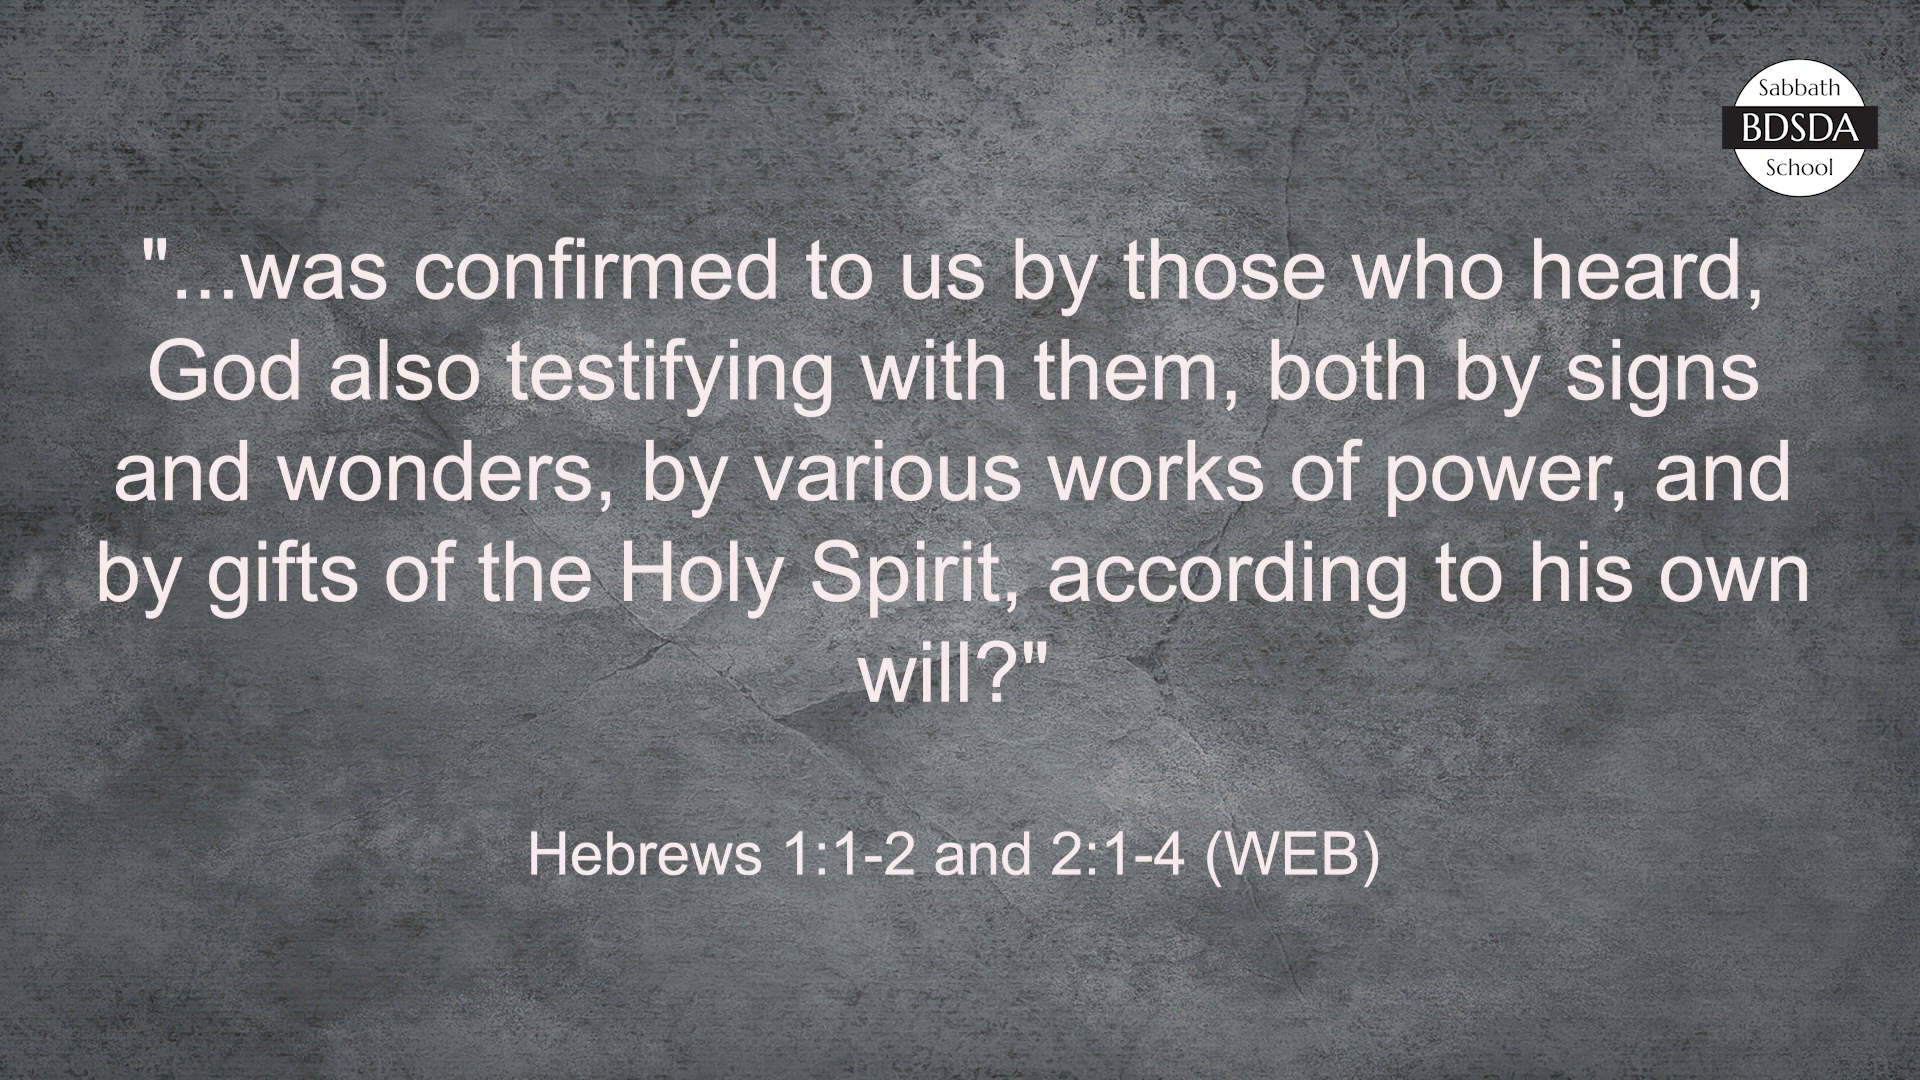 Sabbath
BDSDA
School
"...was confirmed to us by those who heard,
God also testifying with them, both by signs
and wonders, by various works of power, and
by gifts of the Holy Spirit, according to his own
will?"
Hebrews 1:1-2 and 2:1-4 (WEB)